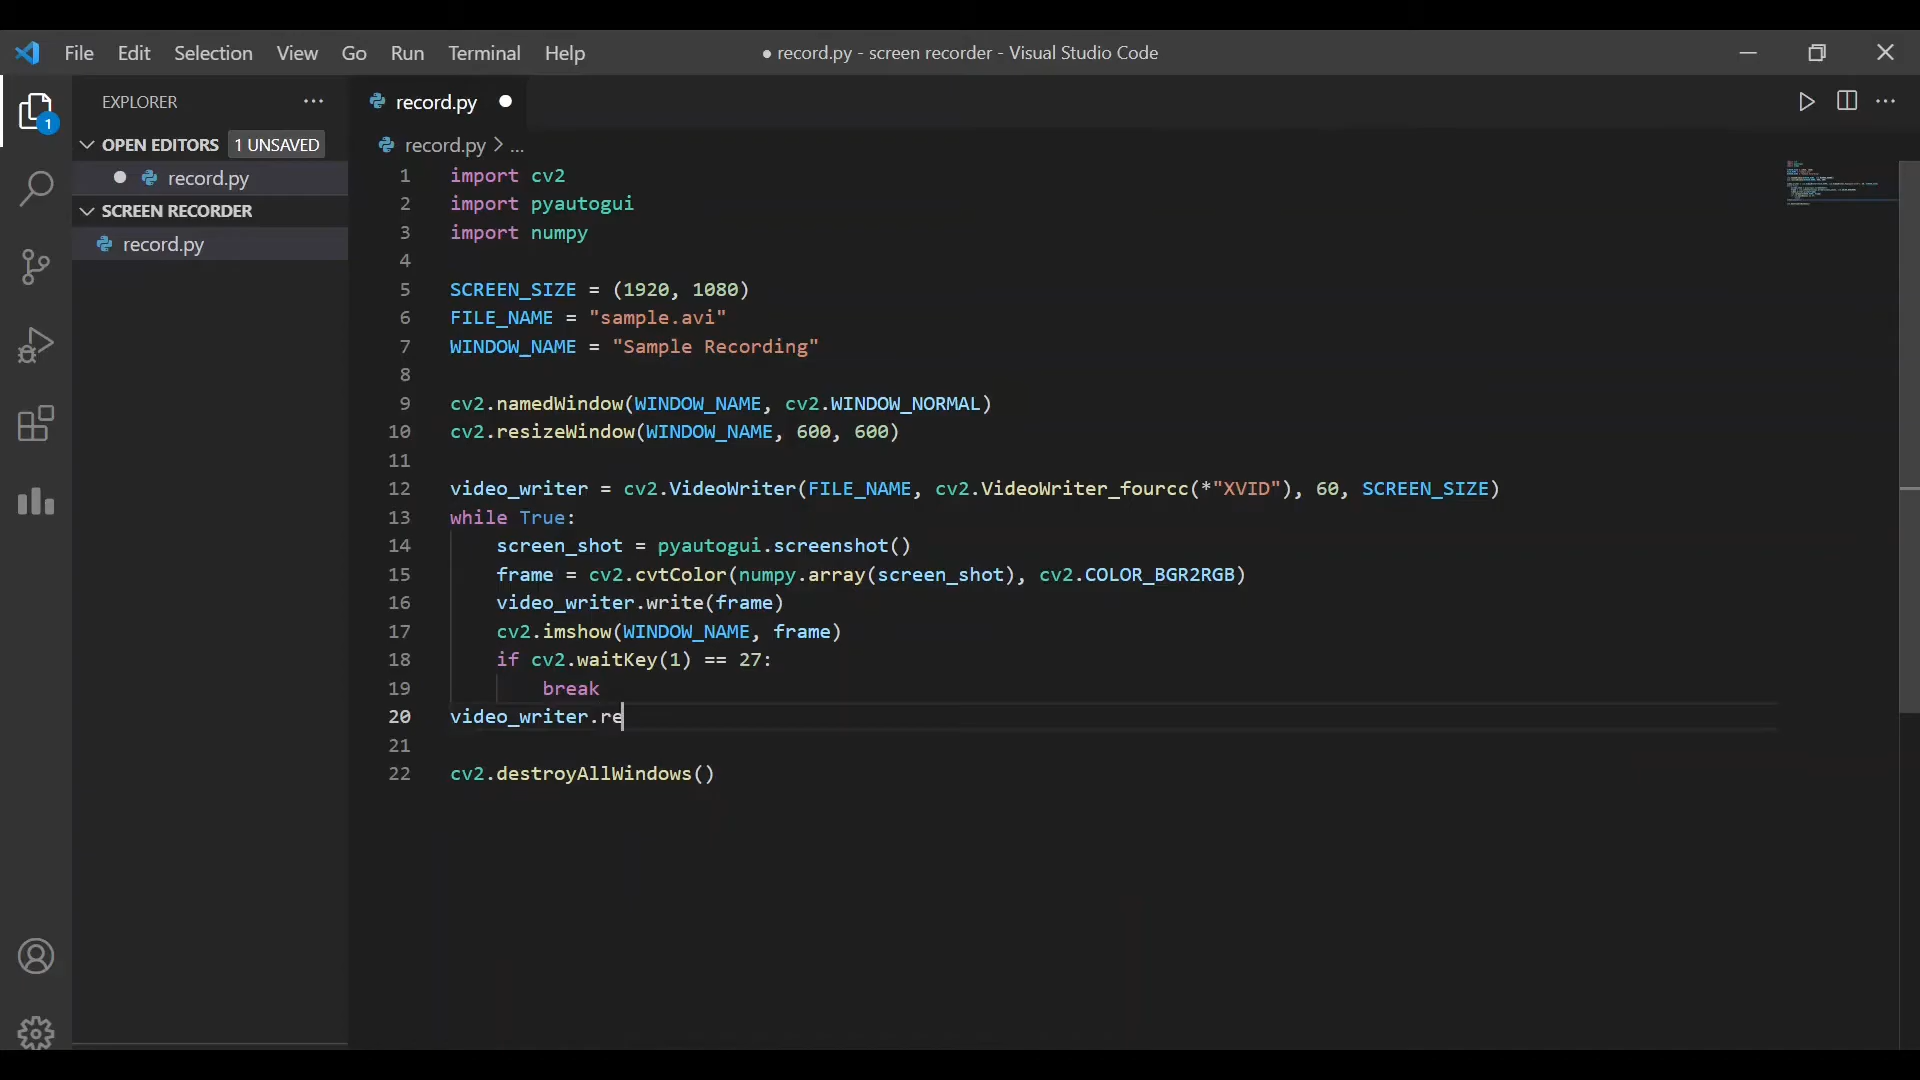 File Edit Selection View Go Run Terminal Help
● record.py - screen recorder - Visual Studio Code
EXPLORER
record.py
1
OPEN EDITORS 1 UNSAVED
record.py
SCREEN RECORDER
record.py
record.py > ...
1 import cv2
2 import pyautogui
3 import numpy
4
5 SCREEN_SIZE = (1920, 1080)
6 FILE_NAME = "sample.avi"
7 WINDOW_NAME = "Sample Recording"
8
9 cv2.namedWindow(WINDOW_NAME, cv2.WINDOW_NORMAL)
10 cv2.resizeWindow(WINDOW_NAME, 600, 600)
11
12 video_writer = cv2.VideoWriter(FILE_NAME, cv2.VideoWriter_fourcc(*"XVID"), 60, SCREEN_SIZE)
13 while True:
14     screen_shot = pyautogui.screenshot()
15     frame = cv2.cvtColor(numpy.array(screen_shot), cv2.COLOR_BGR2RGB)
16     video_writer.write(frame)
17     cv2.imshow(WINDOW_NAME, frame)
18     if cv2.waitKey(1) == 27:
19         break
20 video_writer.re
21
22 cv2.destroyAllWindows()